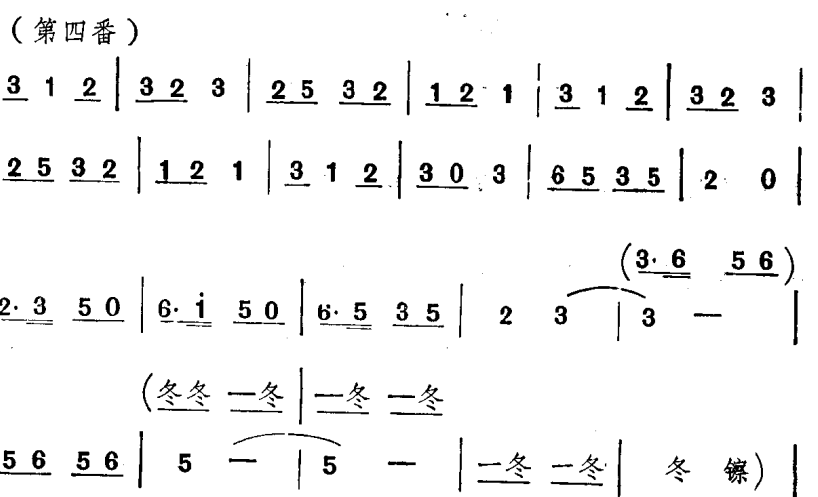 （第四番）
3 1 2 | 3 2 3 | 2 5 3 2 | 1 2 1 | 3 1 2 | 3 2 3 |
2 5 3 2 | 1 2 1 | 3 1 2 | 3 0 3 | 6 5 3 5 | 2 0 |
(3· 6 5 6)
2· 3 5 0 | 6· i 5 0 | 6· 5 3 5 | 2 3 | 3 — |
(冬冬 一冬 | 一冬 一冬
5 6 5 6 | 5 — | 5 — | 一冬 一冬 | 冬 镲)